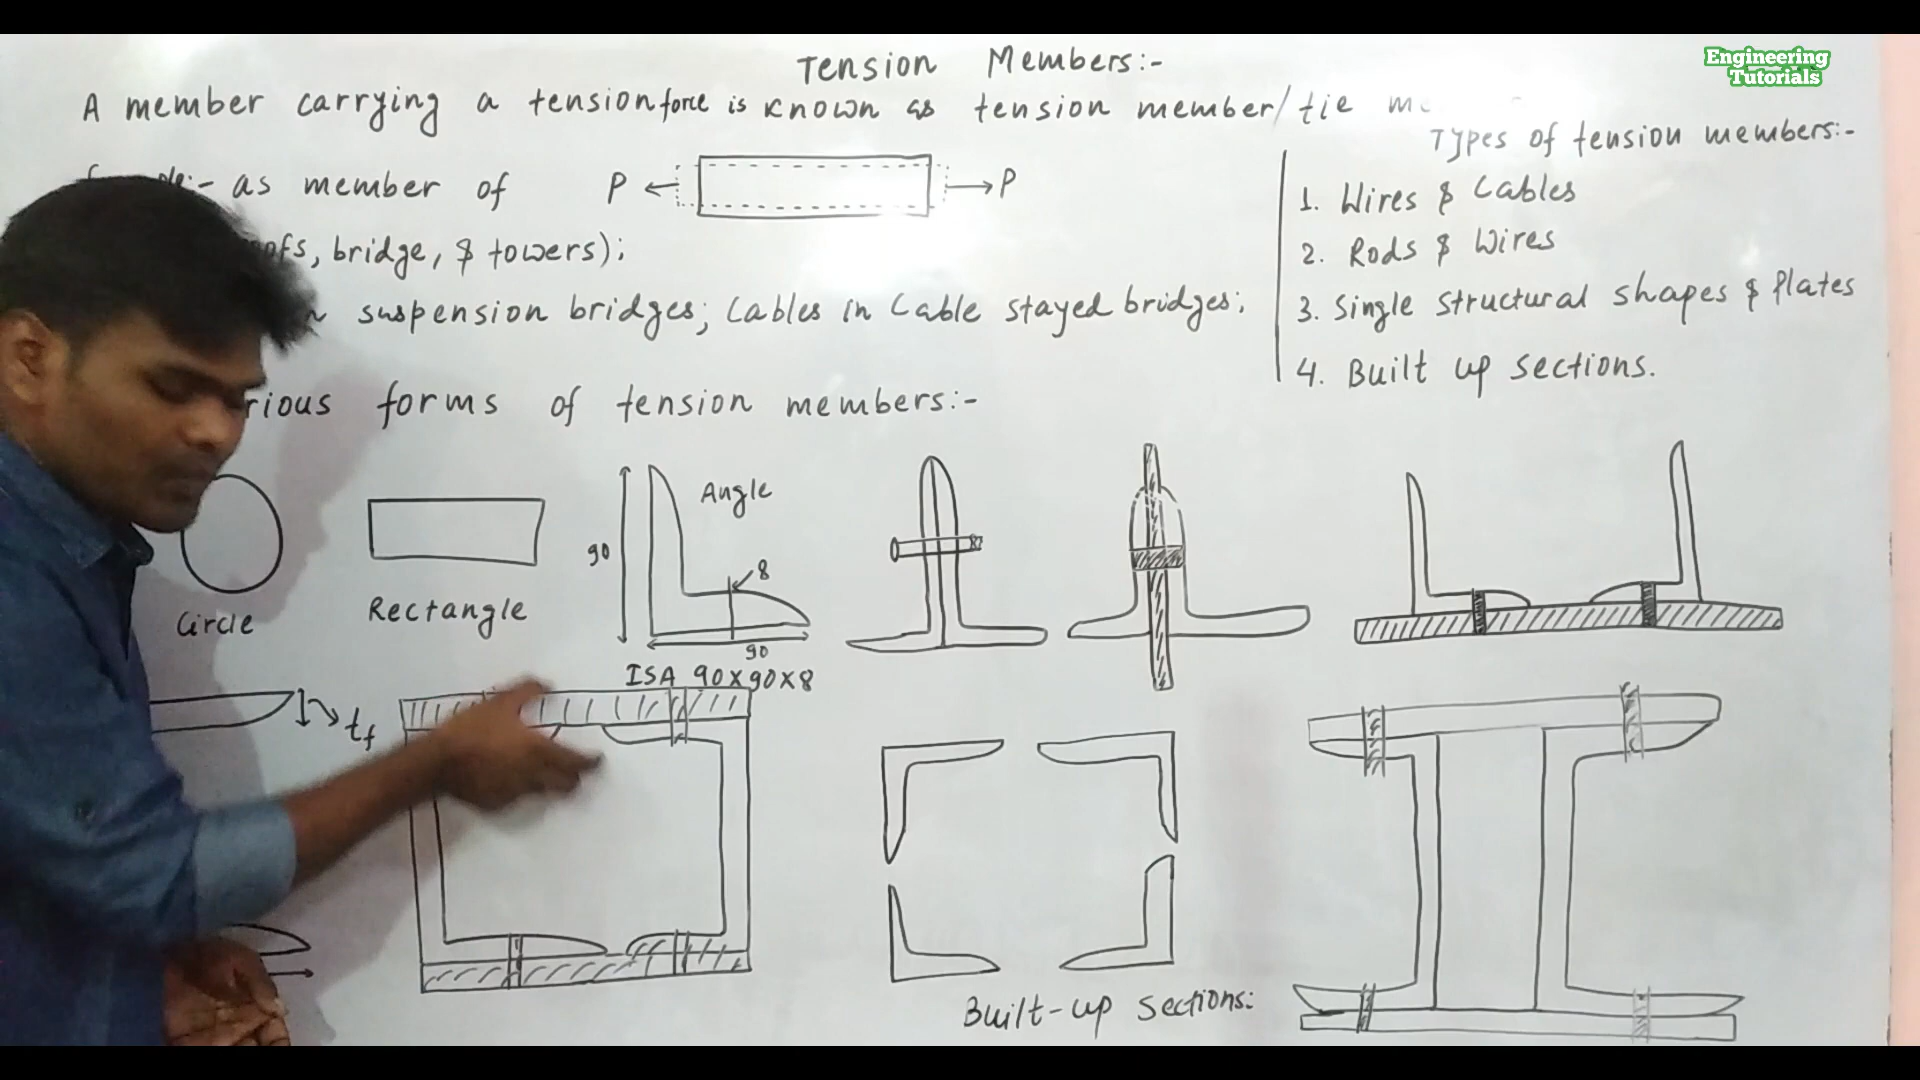 Tension Members:-
Engineering
Tutorials
A member carrying a tension force is known as tension member/tie
Types of tension members:-
as member of
P
P
1. Wires & Cables
bridge, & towers);
2. Rods & Wires
suspension bridges; Cables in Cable stayed bridges;
3. Single Structural Shapes & Plates
4. Built up sections.
forms of tension members:-
Angle
90
8
Circle
Rectangle
90
ISA 90X90X8
tf
Built-up sections: